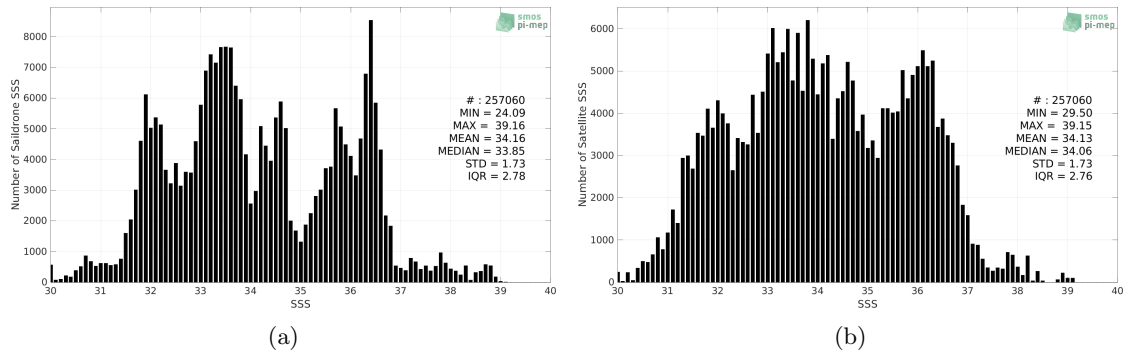 smos
pi-mep
8000
7000
6000
5000
4000
3000
2000
1000
0
Number of Saildrone SSS
# : 257060
MIN = 24.09
MAX = 39.16
MEAN = 34.16
MEDIAN = 33.85
STD = 1.73
IQR = 2.78
30 31 32 33 34 35 36 37 38 39 40
SSS
(a)
smos
pi-mep
6000
5000
4000
3000
2000
1000
0
Number of Satellite SSS
# : 257060
MIN = 29.50
MAX = 39.15
MEAN = 34.13
MEDIAN = 34.06
STD = 1.73
IQR = 2.76
30 31 32 33 34 35 36 37 38 39 40
SSS
(b)